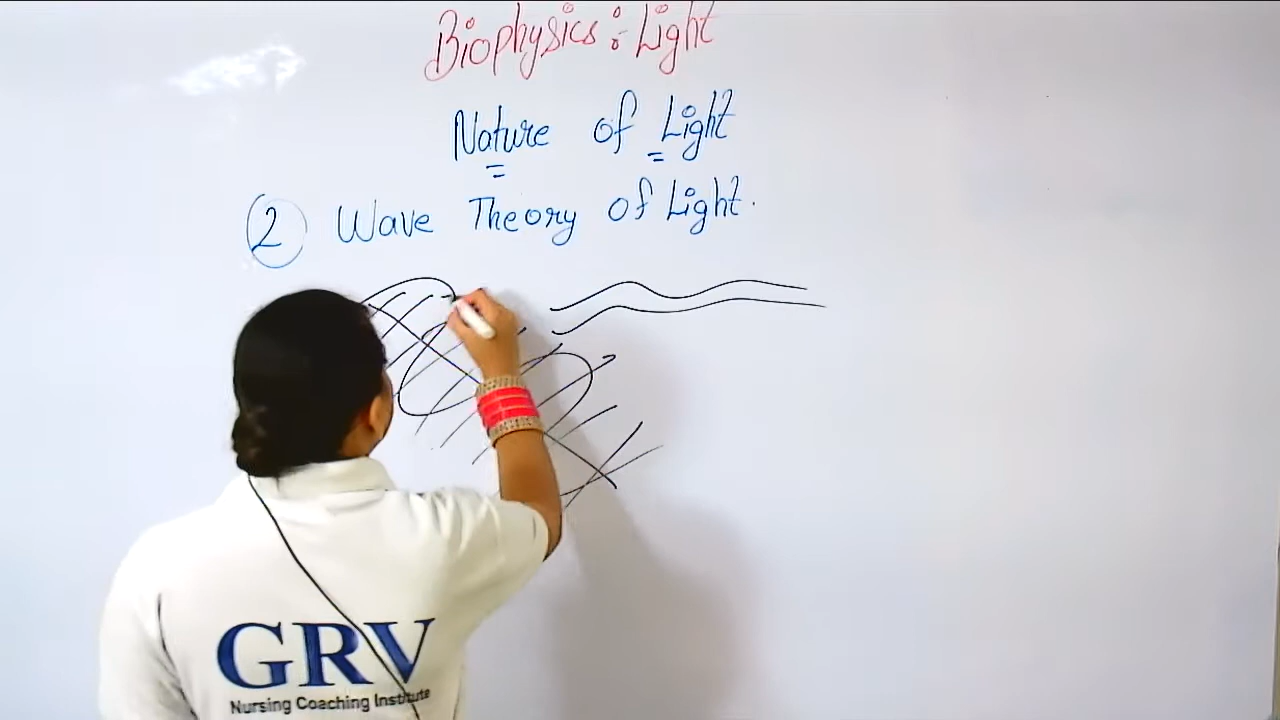 Biophysics : Light
Nature of Light
2 Wave Theory of Light.
GRV
Nursing Coaching Institute